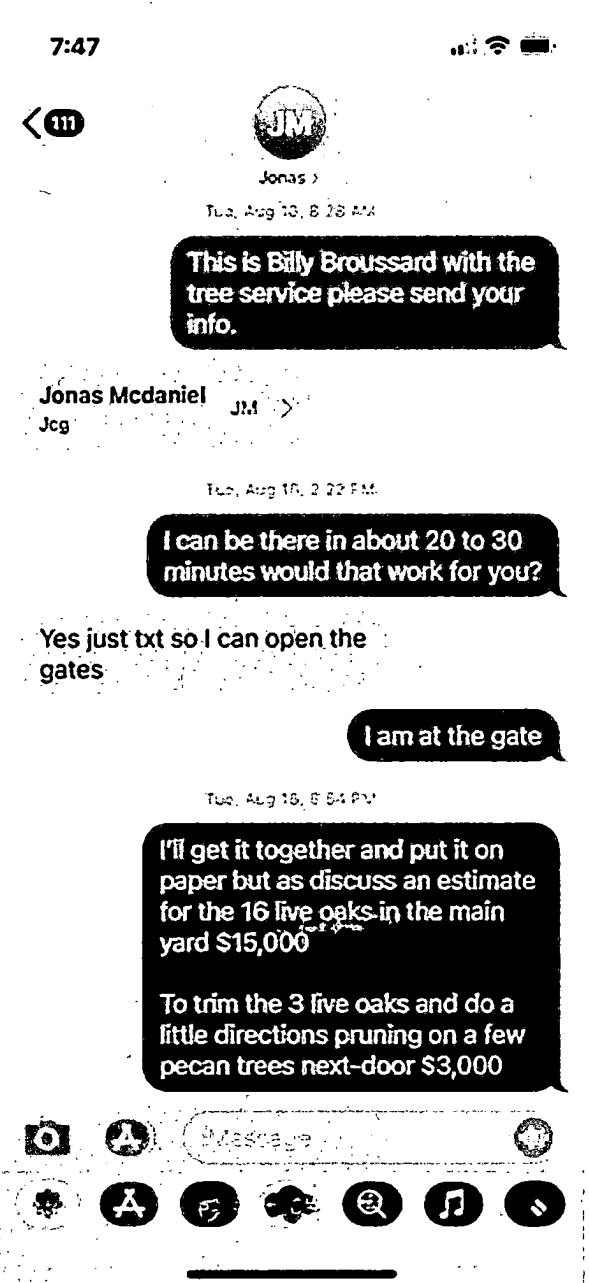 7:47
111
JM
Jonas >
This is Billy Broussard with the
tree service please send your
info.
Jonas Mcdaniel
JM
Jcg
I can be there in about 20 to 30
minutes would that work for you?
Yes just txt so I can open the
gates
I am at the gate
I'll get it together and put it on
paper but as discuss an estimate
for the 16 live oaks in the main
yard $15,000
To trim the 3 live oaks and do a
little directions pruning on a few
pecan trees next-door $3,000
iMessage